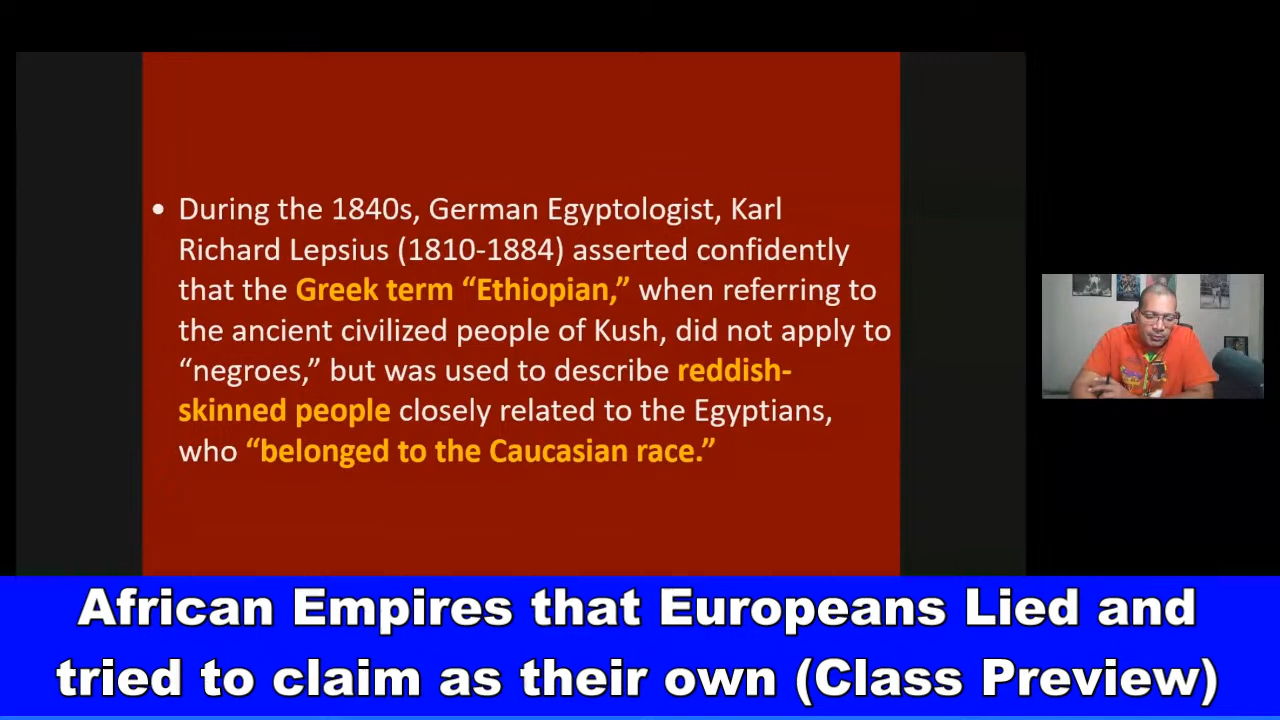 • During the 1840s, German Egyptologist, Karl
Richard Lepsius (1810-1884) asserted confidently
that the Greek term “Ethiopian,” when referring to
the ancient civilized people of Kush, did not apply to
“negroes,” but was used to describe reddish-
skinned people closely related to the Egyptians,
who “belonged to the Caucasian race.”
African Empires that Europeans Lied and
tried to claim as their own (Class Preview)